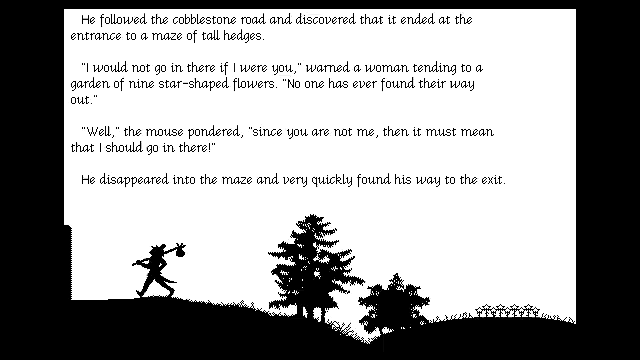 He followed the cobblestone road and discovered that it ended at the
entrance to a maze of tall hedges.
"I would not go in there if I were you," warned a woman tending to a
garden of nine star-shaped flowers. "No one has ever found their way
out."
"Well," the mouse pondered, "since you are not me, then it must mean
that I should go in there!"
He disappeared into the maze and very quickly found his way to the exit.